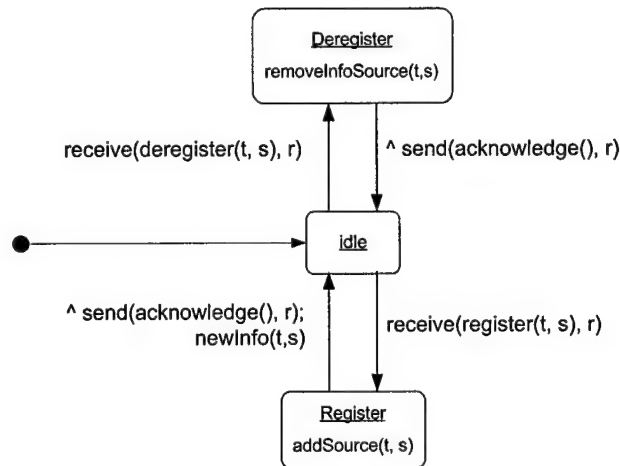 Deregister
removeInfoSource(t,s)
receive(deregister(t, s), r)
^ send(acknowledge(), r)
idle
^ send(acknowledge(), r);
newInfo(t,s)
receive(register(t, s), r)
Register
addSource(t, s)